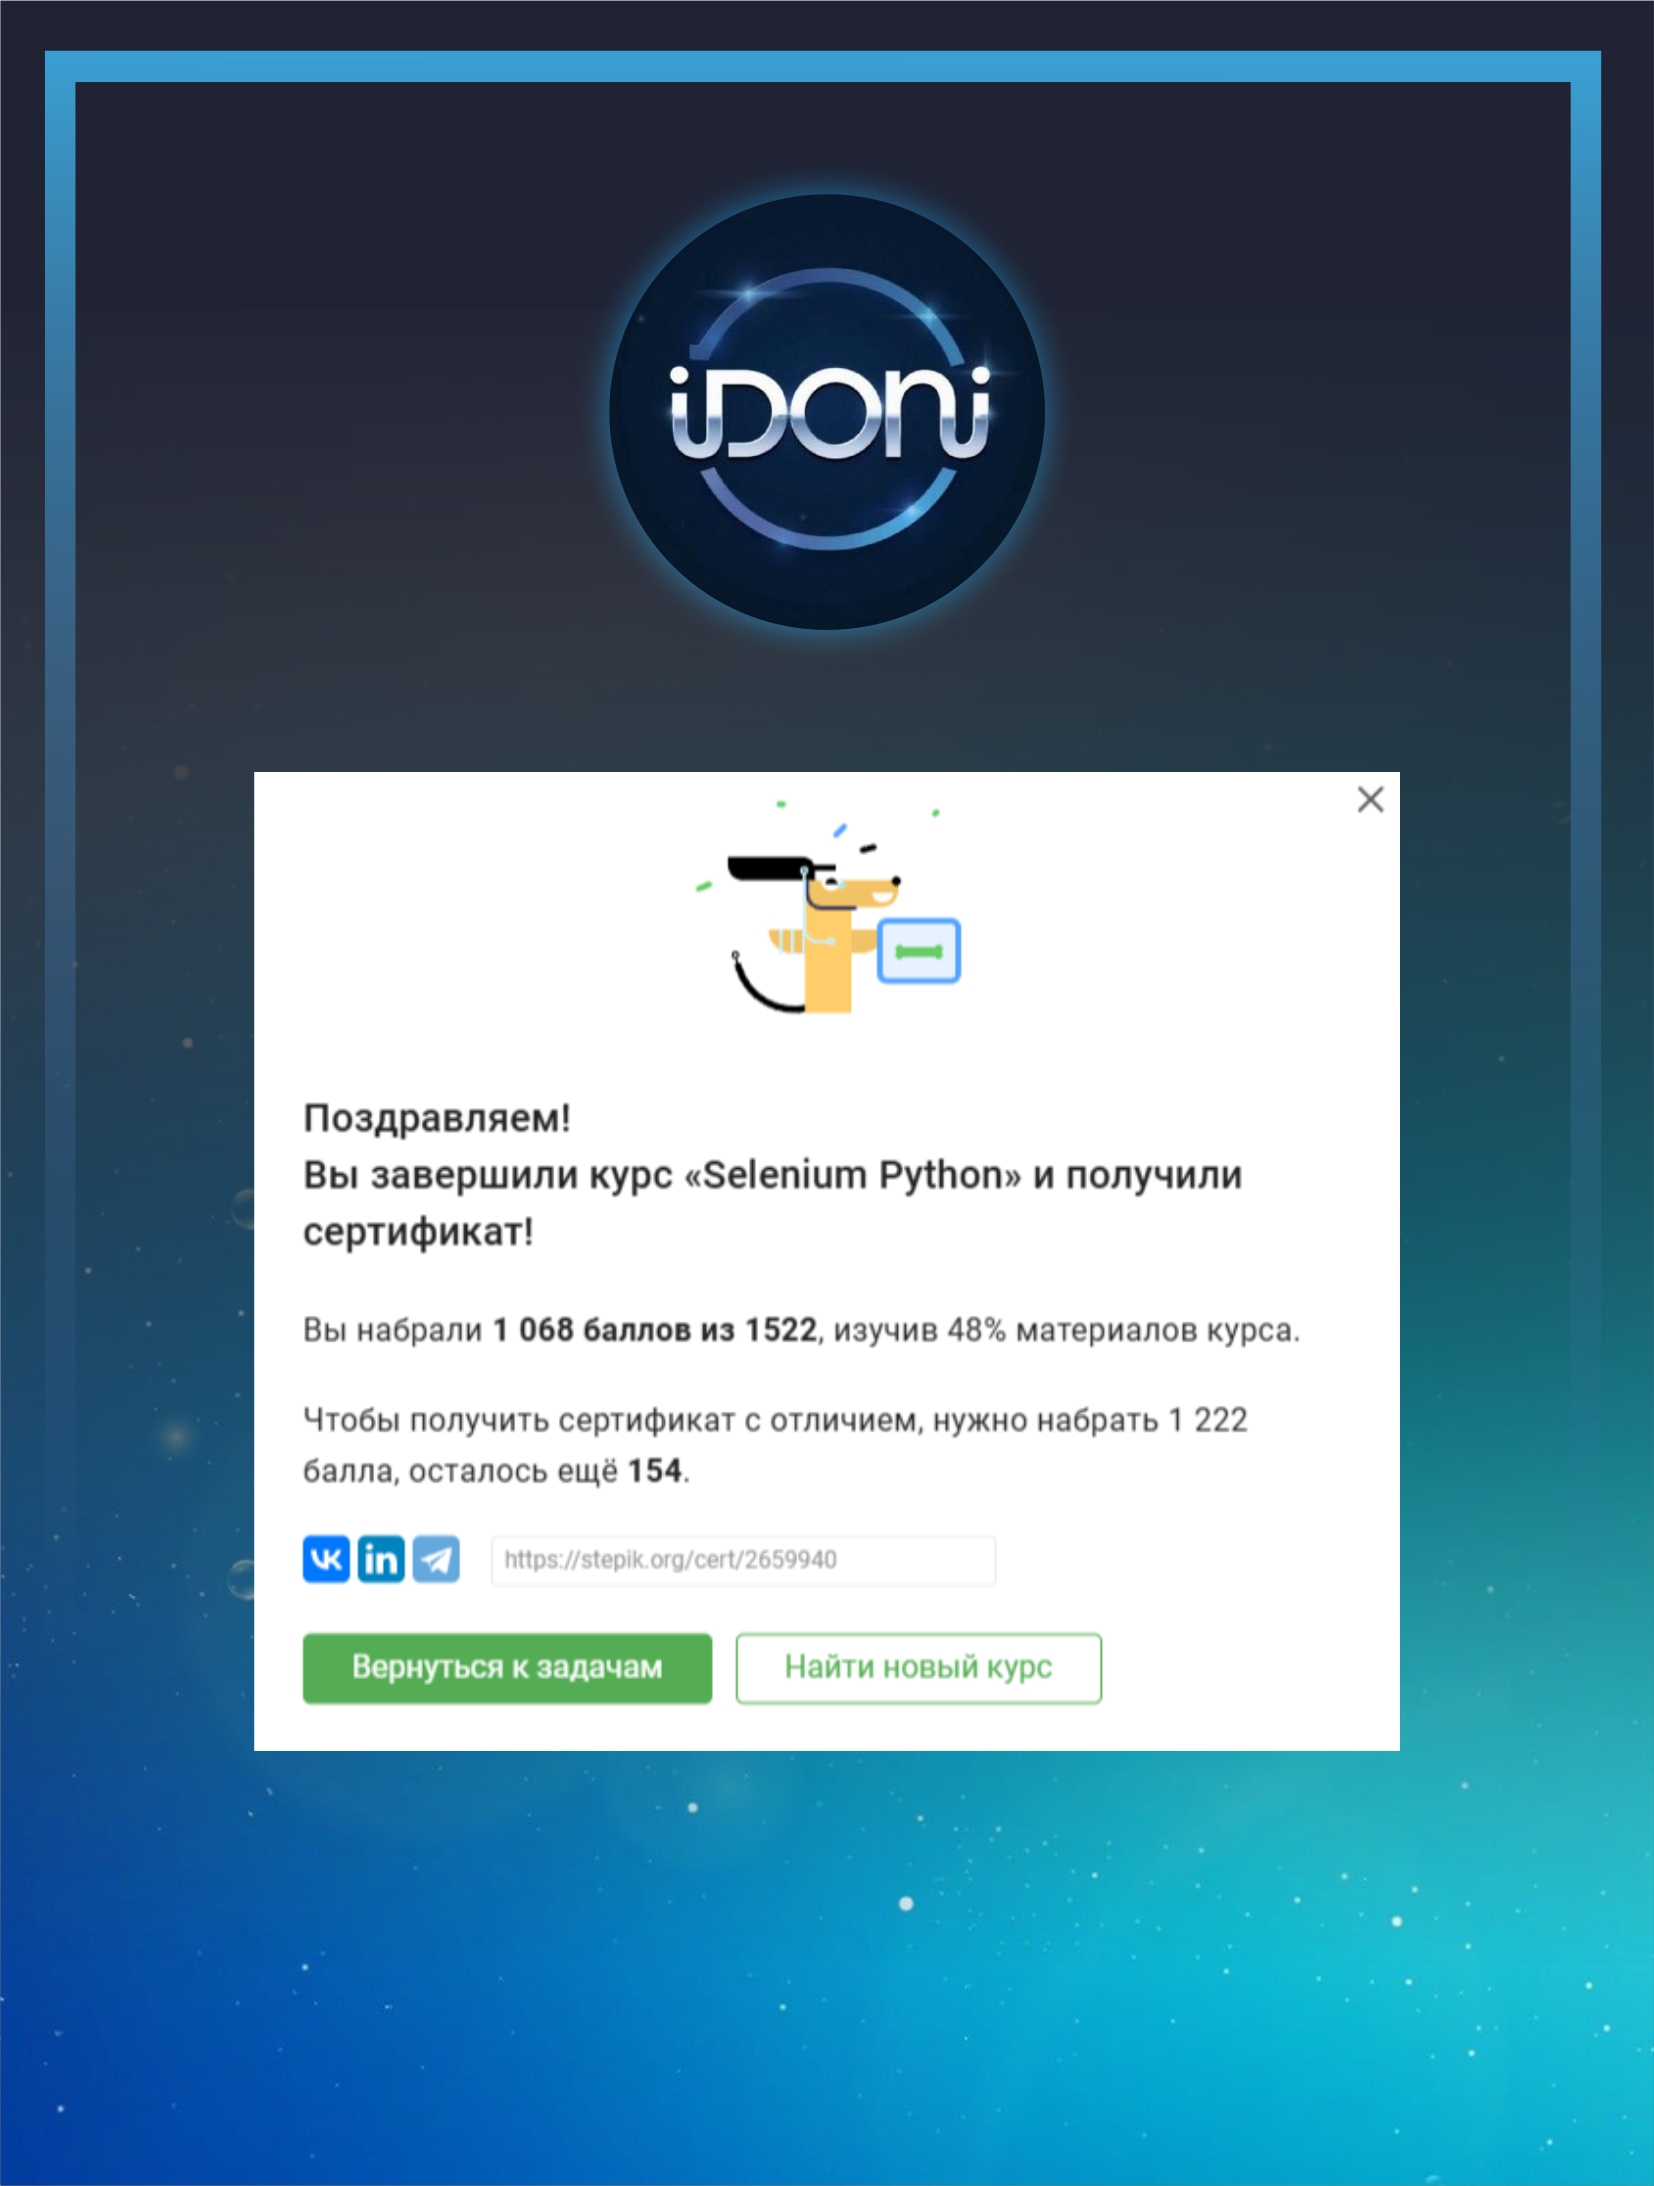 iDONi
Поздравляем!
Вы завершили курс «Selenium Python» и получили
сертификат!
Вы набрали 1 068 баллов из 1522, изучив 48% материалов курса.
Чтобы получить сертификат с отличием, нужно набрать 1 222
балла, осталось ещё 154.
https://stepik.org/cert/2659940
Вернуться к задачам
Найти новый курс